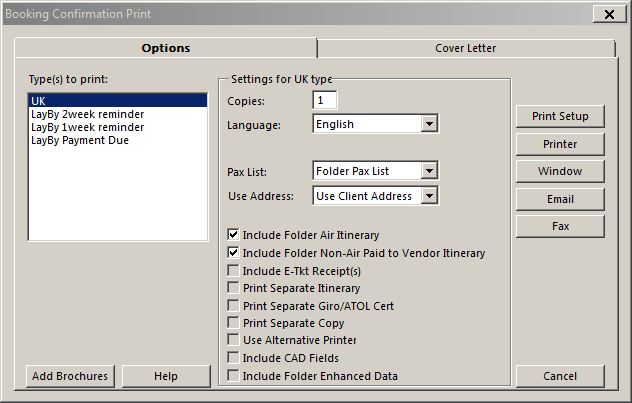 Booking Confirmation Print
Options
Cover Letter
Type(s) to print:
UK
LayBy 2week reminder
LayBy 1week reminder
LayBy Payment Due
Settings for UK type
Copies: 1
Language: English
Pax List: Folder Pax List
Use Address: Use Client Address
Include Folder Air Itinerary
Include Folder Non-Air Paid to Vendor Itinerary
Include E-Tkt Receipt(s)
Print Separate Itinerary
Print Separate Giro/ATOL Cert
Print Separate Copy
Use Alternative Printer
Include CAD Fields
Include Folder Enhanced Data
Print Setup
Printer
Window
Email
Fax
Add Brochures
Help
Cancel